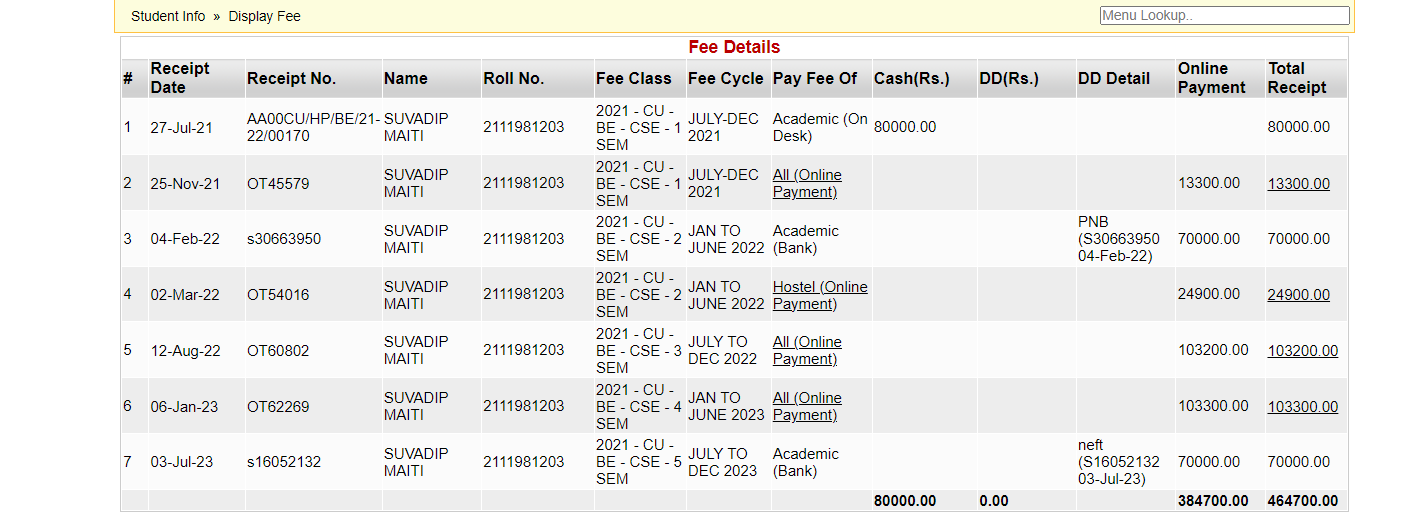 Student Info » Display Fee
Menu Lookup..
Fee Details
# Receipt Date Receipt No. Name Roll No. Fee Class Fee Cycle Pay Fee Of Cash(Rs.) DD(Rs.) DD Detail Online Payment Total Receipt
1 27-Jul-21 AA00CU/HP/BE/21-22/00170 SUVADIP MAITI 2111981203 2021 - CU - BE - CSE - 1 SEM JULY-DEC 2021 Academic (On Desk) 80000.00 80000.00
2 25-Nov-21 OT45579 SUVADIP MAITI 2111981203 2021 - CU - BE - CSE - 1 SEM JULY-DEC 2021 All (Online Payment) 13300.00 13300.00
3 04-Feb-22 s30663950 SUVADIP MAITI 2111981203 2021 - CU - BE - CSE - 2 SEM JAN TO JUNE 2022 Academic (Bank) PNB (S30663950 04-Feb-22) 70000.00 70000.00
4 02-Mar-22 OT54016 SUVADIP MAITI 2111981203 2021 - CU - BE - CSE - 2 SEM JAN TO JUNE 2022 Hostel (Online Payment) 24900.00 24900.00
5 12-Aug-22 OT60802 SUVADIP MAITI 2111981203 2021 - CU - BE - CSE - 3 SEM JULY TO DEC 2022 All (Online Payment) 103200.00 103200.00
6 06-Jan-23 OT62269 SUVADIP MAITI 2111981203 2021 - CU - BE - CSE - 4 SEM JAN TO JUNE 2023 All (Online Payment) 103300.00 103300.00
7 03-Jul-23 s16052132 SUVADIP MAITI 2111981203 2021 - CU - BE - CSE - 5 SEM JULY TO DEC 2023 Academic (Bank) neft (S16052132 03-Jul-23) 70000.00 70000.00
80000.00 0.00 384700.00 464700.00